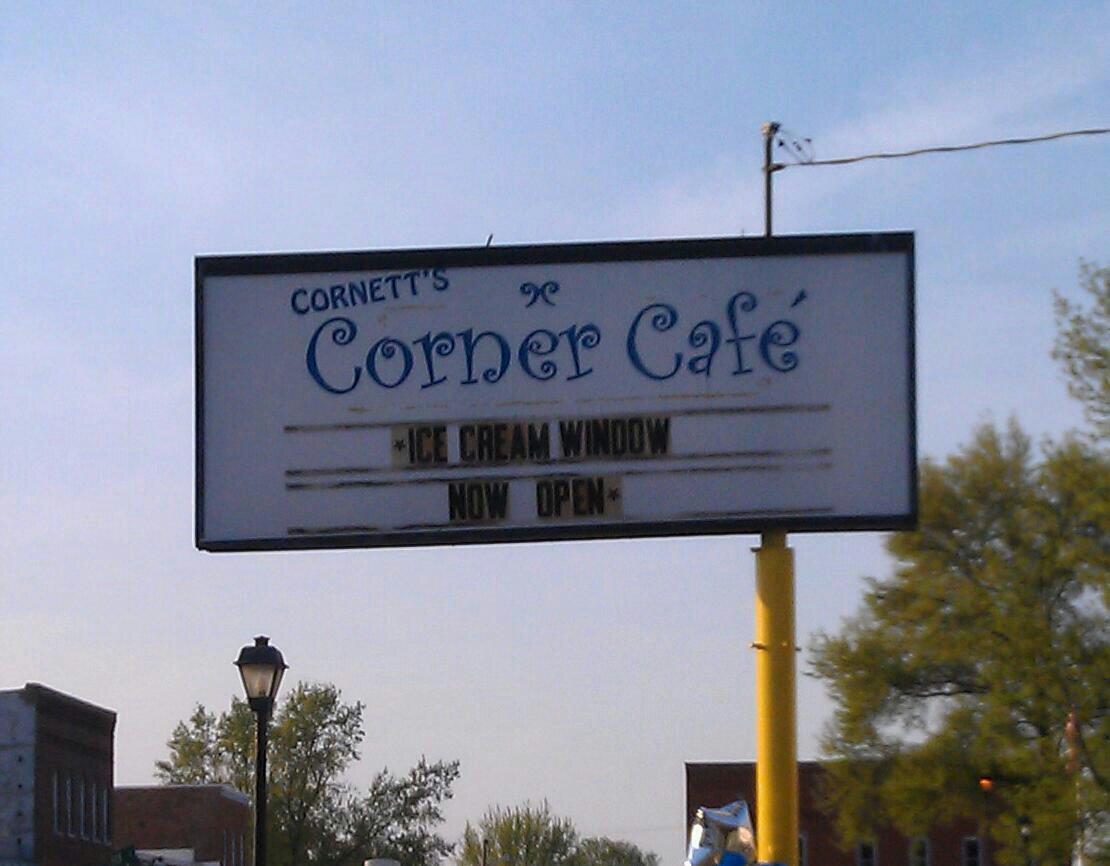 CORNETT'S
Corner Café
*ICE CREAM WINDOW
NOW OPEN*